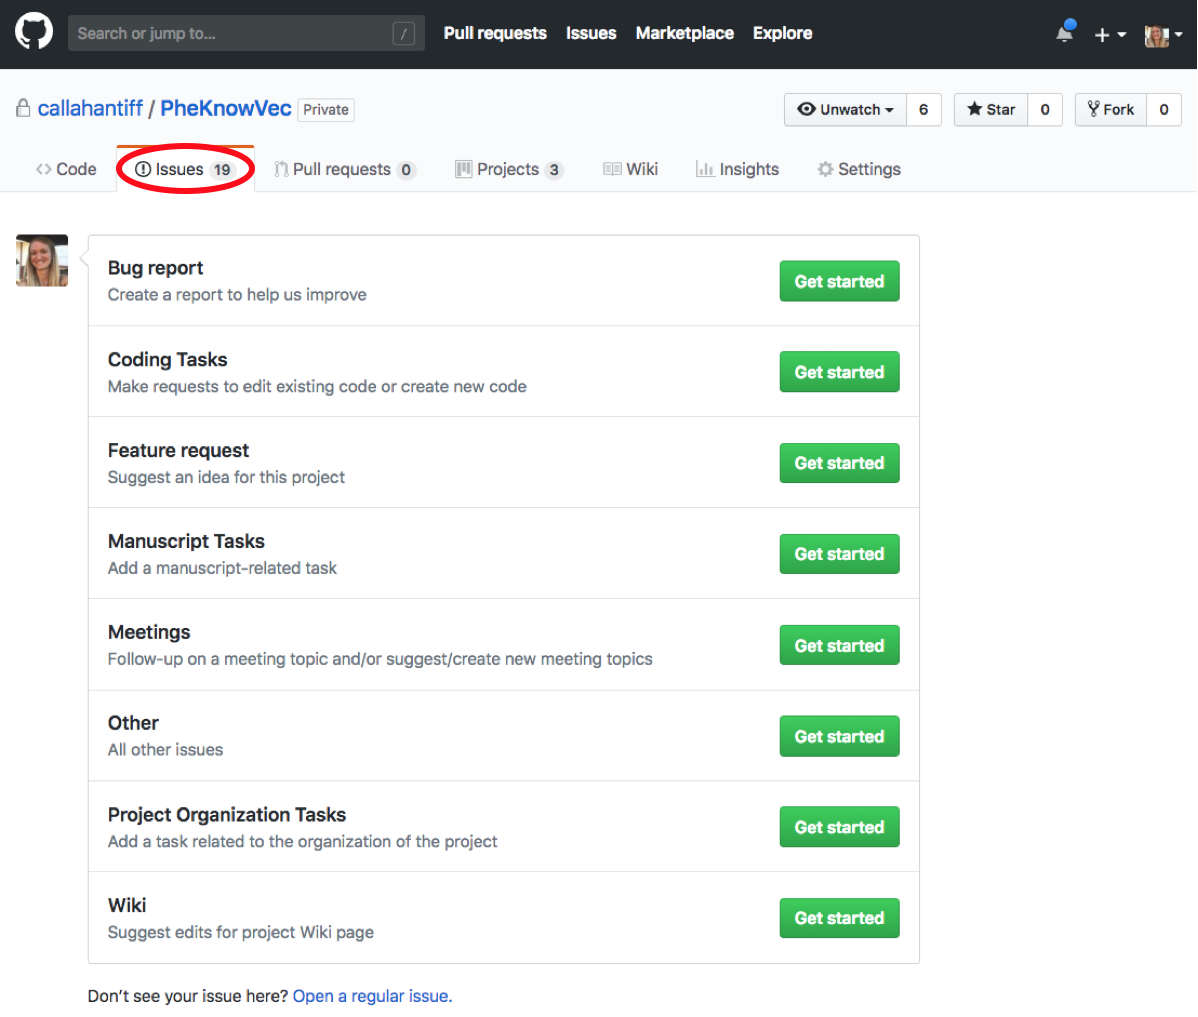 Search or jump to... /
Pull requests Issues Marketplace Explore
callahantiff / PheKnowVec Private
Unwatch 6 Star 0 Fork 0
Code Issues 19 Pull requests 0 Projects 3 Wiki Insights Settings
Bug report
Create a report to help us improve
Get started
Coding Tasks
Make requests to edit existing code or create new code
Get started
Feature request
Suggest an idea for this project
Get started
Manuscript Tasks
Add a manuscript-related task
Get started
Meetings
Follow-up on a meeting topic and/or suggest/create new meeting topics
Get started
Other
All other issues
Get started
Project Organization Tasks
Add a task related to the organization of the project
Get started
Wiki
Suggest edits for project Wiki page
Get started
Don’t see your issue here? Open a regular issue.